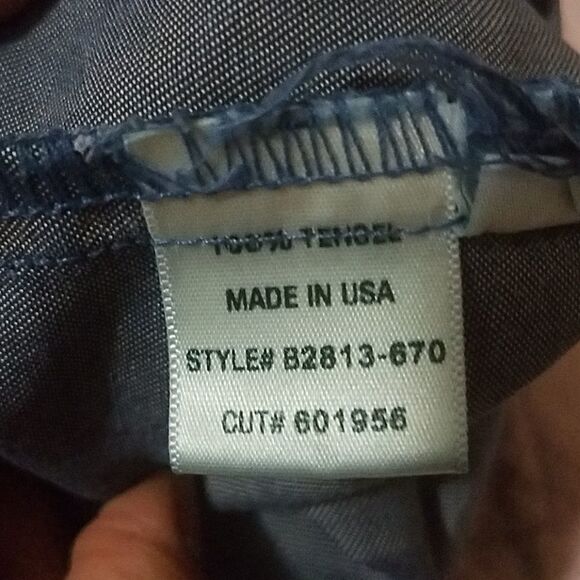 100% TENCEL
MADE IN USA
STYLE# B2813-670
CUT# 601956